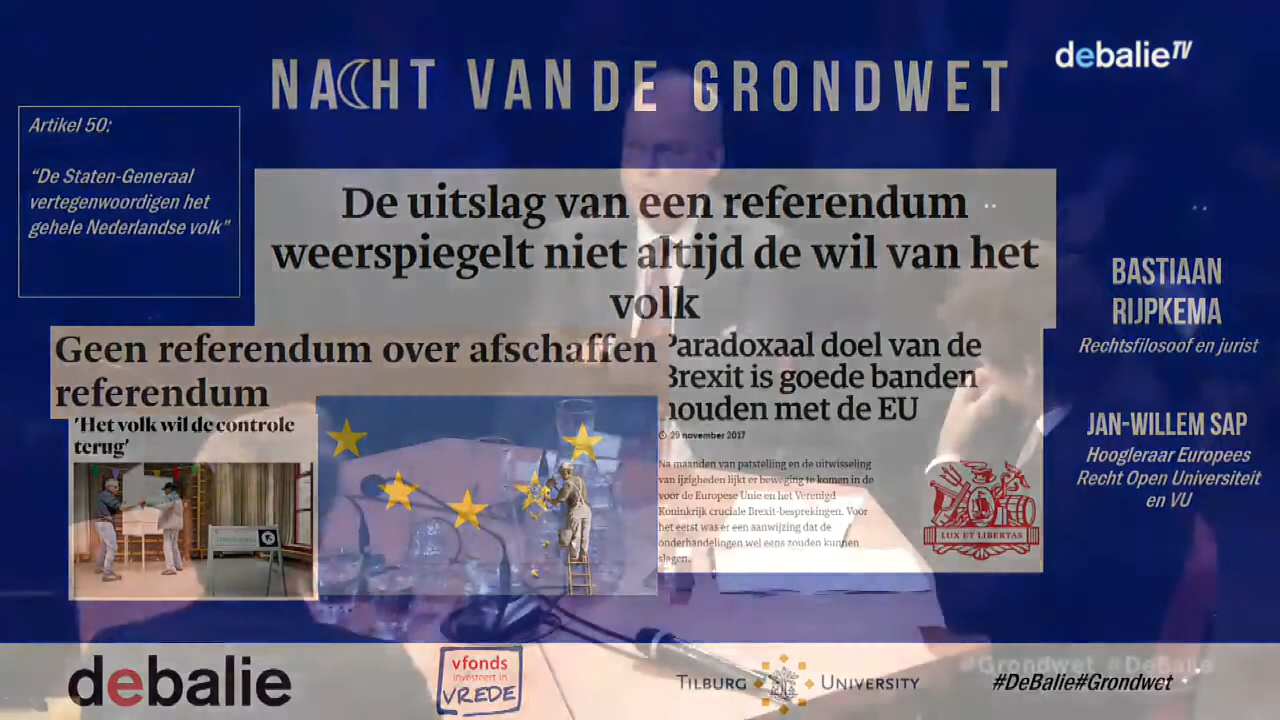 debalieTV
NACHT VAN DE GRONDWET
Artikel 50:
“De Staten-Generaal
vertegenwoordigen het
gehele Nederlandse volk”
De uitslag van een referendum
weerspiegelt niet altijd de wil van het
volk
BASTIAAN
RIJPKEMA
Rechtsfilosoof en jurist
Geen referendum over afschaffen
referendum
Paradoxaal doel van de
Brexit is goede banden
houden met de EU
29 november 2017
Na maanden van patstelling en de uitwisseling
van ijzigheden lijkt er beweging te komen in de
voor de Europese Unie en het Verenigd
Koninkrijk cruciale Brexit-besprekingen. Voor
het eerst was er een aanwijzing dat de
onderhandelingen wel eens zouden kunnen
slagen.
'Het volk wil de controle
terug'
LUX ET LIBERTAS
JAN-WILLEM SAP
Hoogleraar Europees
Recht Open Universiteit
en VU
debalie
vfonds
investeert in
VREDE
TILBURG UNIVERSITY
#Grondwet #DeBalie
#DeBalie#Grondwet